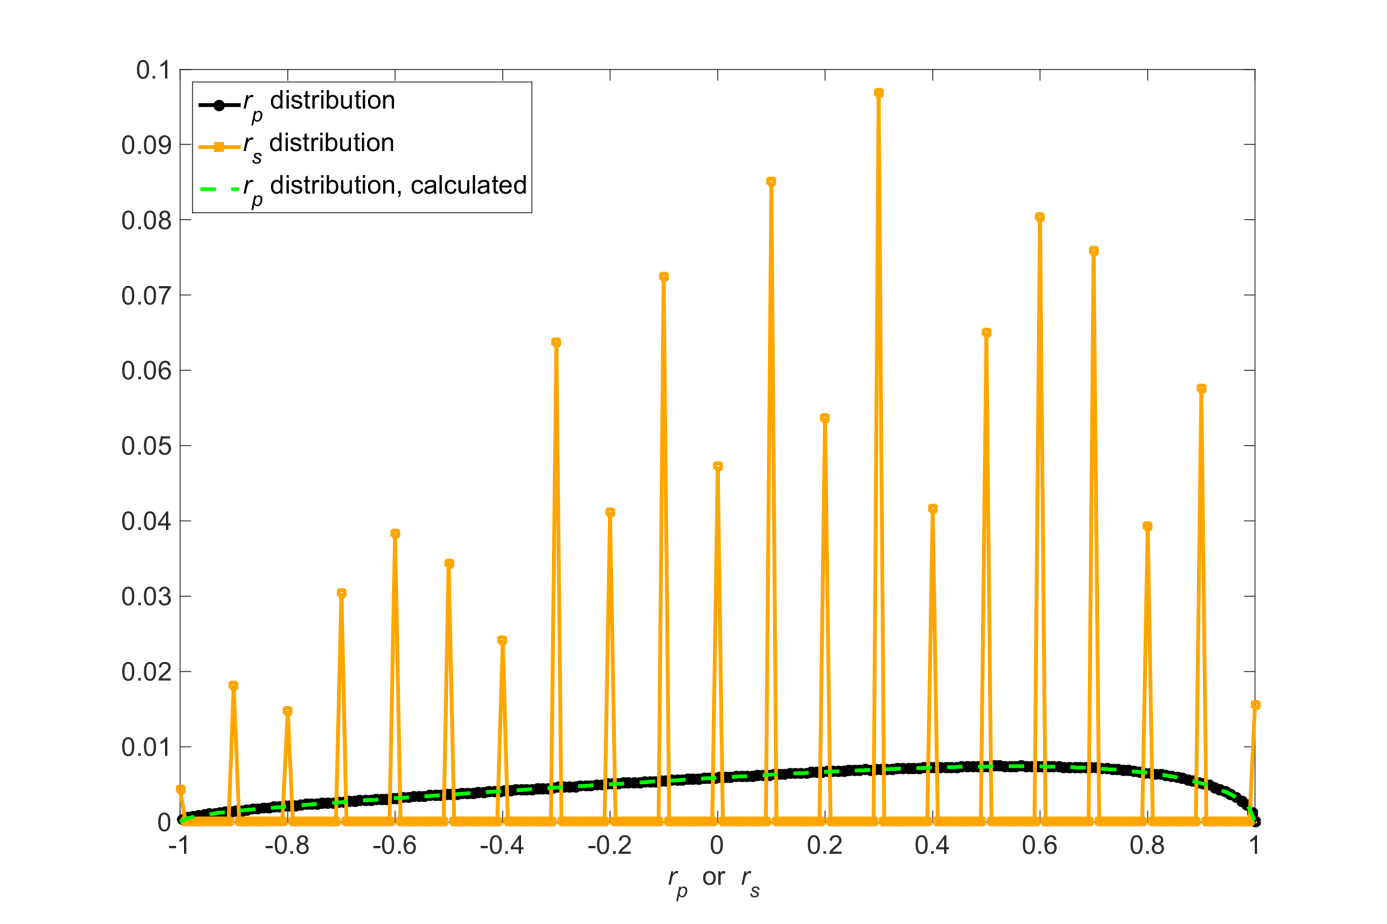 0.1
0.09
0.08
0.07
0.06
0.05
0.04
0.03
0.02
0.01
0
r_p distribution
r_s distribution
r_p distribution, calculated
-1 -0.8 -0.6 -0.4 -0.2 0 0.2 0.4 0.6 0.8 1
r_p or r_s